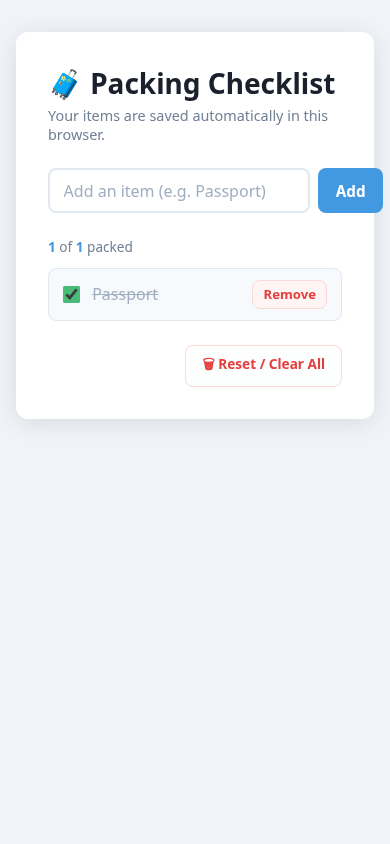 🧳 Packing Checklist
Your items are saved automatically in this
browser.
Add an item (e.g. Passport)
Add
1 of 1 packed
Passport
Remove
🗑 Reset / Clear All